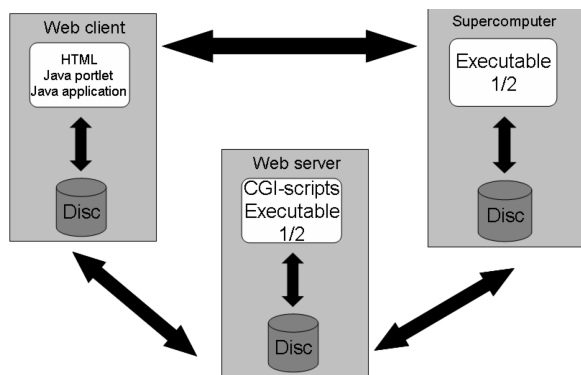 Web client
HTML
Java portlet
Java application
Disc
Supercomputer
Executable
1/2
Disc
Web server
CGI-scripts
Executable
1/2
Disc